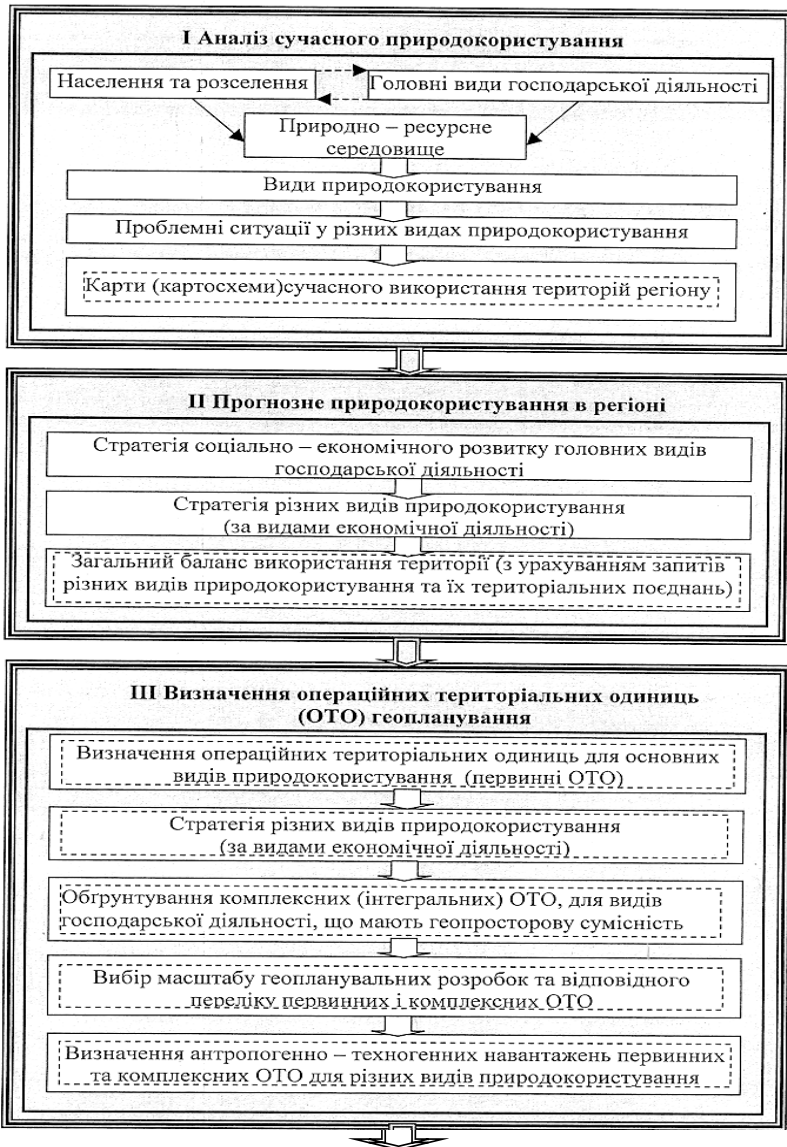 І Аналіз сучасного природокористування
Населення та розселення
Головні види господарської діяльності
Природно – ресурсне
середовище
Види природокористування
Проблемні ситуації у різних видах природокористування
Карти (картосхеми)сучасного використання територій регіону
ІІ Прогнозне природокористування в регіоні
Стратегія соціально – економічного розвитку головних видів
господарської діяльності
Стратегія різних видів природокористування
(за видами економічної діяльності)
Загальний баланс використання території (з урахуванням запитів
різних видів природокористування та їх територіальних поєднань)
ІІІ Визначення операційних територіальних одиниць
(ОТО) геопланування
Визначення операційних територіальних одиниць для основних
видів природокористування (первинні ОТО)
Стратегія різних видів природокористування
(за видами економічної діяльності)
Обґрунтування комплексних (інтегральних) ОТО, для видів
господарської діяльності, що мають геопросторову сумісність
Вибір масштабу геопланувальних розробок та відповідного
переліку первинних і комплексних ОТО
Визначення антропогенно – техногенних навантажень первинних
та комплексних ОТО для різних видів природокористування